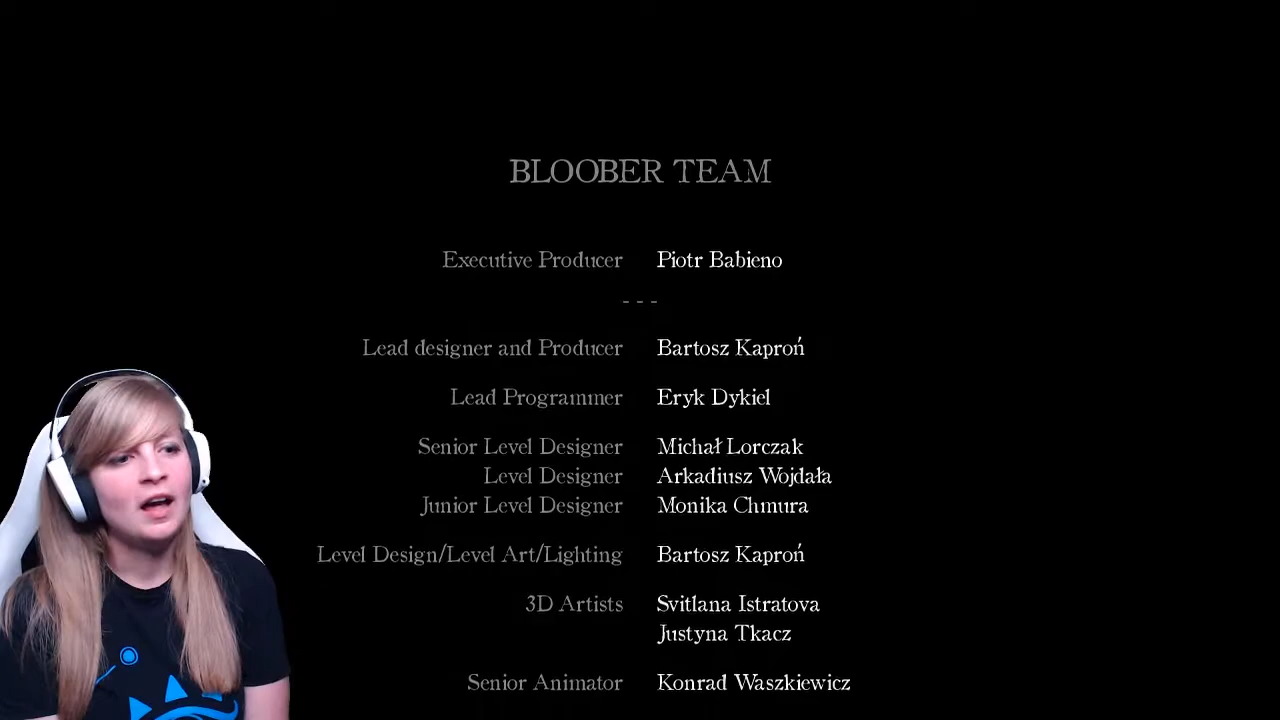 BLOOBER TEAM
Executive Producer Piotr Babieno
- - -
Lead designer and Producer Bartosz Kaproń
Lead Programmer Eryk Dykiel
Senior Level Designer Michał Lorczak
Level Designer Arkadiusz Wojdała
Junior Level Designer Monika Chmura
Level Design/Level Art/Lighting Bartosz Kaproń
3D Artists Svitlana Istratova
Justyna Tkacz
Senior Animator Konrad Waszkiewicz